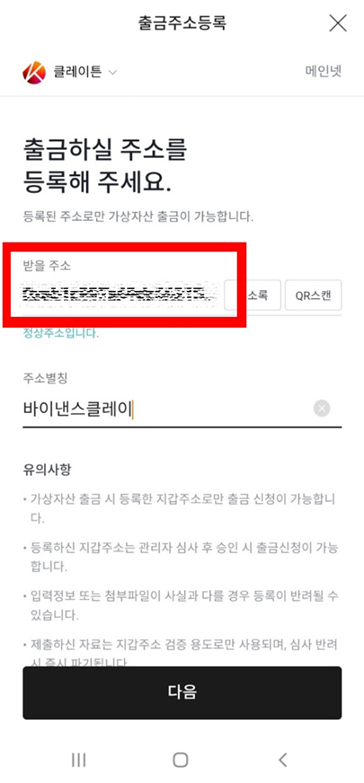 출금주소등록
클레이튼
메인넷
출금하실 주소를
등록해 주세요.
등록된 주소로만 가상자산 출금이 가능합니다.
받을 주소
소록
QR스캔
정상주소입니다.
주소별칭
바이낸스클레이
유의사항
• 가상자산 출금 시 등록한 지갑주소로만 출금 신청이 가능합니
다.
• 등록하신 지갑주소는 관리자 심사 후 승인 시 출금신청이 가능
합니다.
• 입력정보 또는 첨부파일이 사실과 다를 경우 등록이 반려될 수
있습니다.
• 제출하신 자료는 지갑주소 검증 용도로만 사용되며, 심사 반려
시 즉시 파기됩니다.
다음